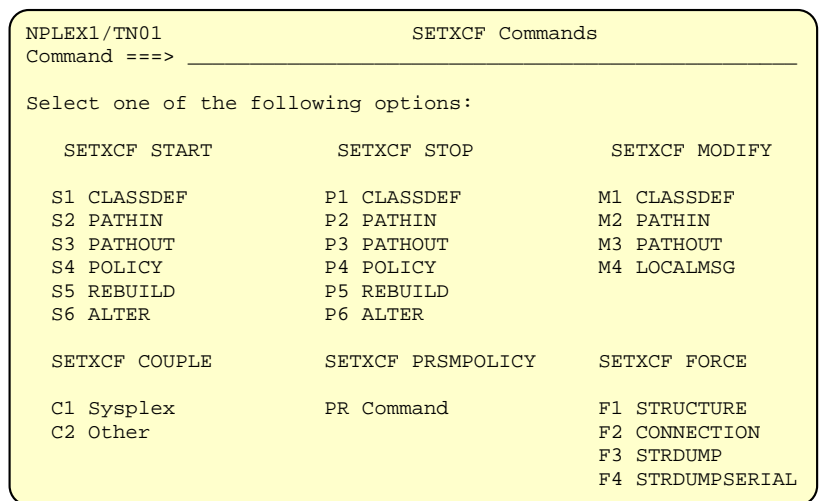 NPLEX1/TN01                    SETXCF Commands
Command ===> _________________________________________________
Select one of the following options:
   SETXCF START          SETXCF STOP           SETXCF MODIFY
  S1 CLASSDEF           P1 CLASSDEF           M1 CLASSDEF
  S2 PATHIN             P2 PATHIN             M2 PATHIN
  S3 PATHOUT            P3 PATHOUT            M3 PATHOUT
  S4 POLICY             P4 POLICY             M4 LOCALMSG
  S5 REBUILD            P5 REBUILD
  S6 ALTER              P6 ALTER
  SETXCF COUPLE         SETXCF PRSMPOLICY     SETXCF FORCE
  C1 Sysplex            PR Command            F1 STRUCTURE
  C2 Other                                    F2 CONNECTION
                                              F3 STRDUMP
                                              F4 STRDUMPSERIAL